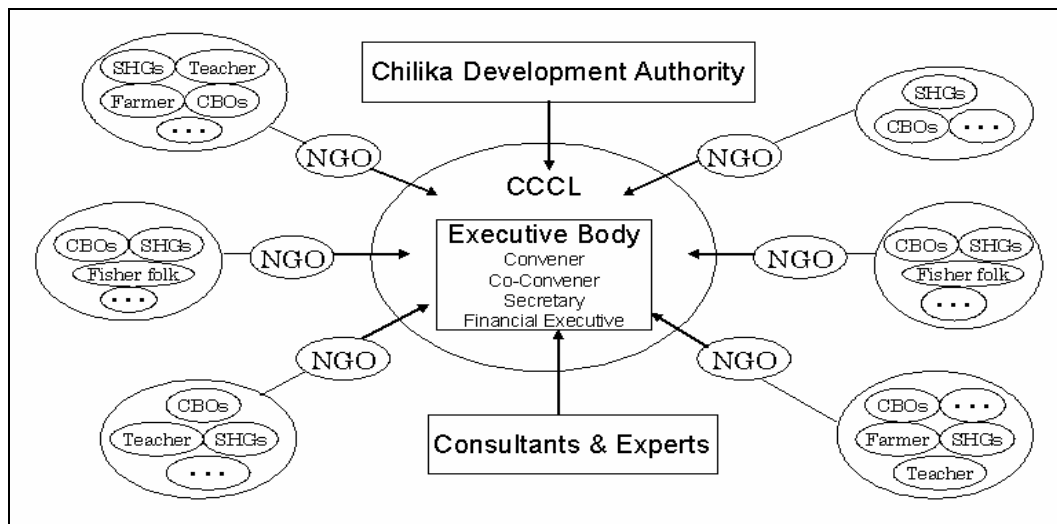 SHGs Teacher
Farmer CBOs
...
NGO
Chilika Development Authority
SHGs
CBOs ...
NGO
CCCL
Executive Body
Convener
Co-Convener
Secretary
Financial Executive
CBOs SHGs
Fisher folk
...
NGO
NGO
CBOs SHGs
Fisher folk
...
NGO
CBOs
Teacher SHGs
...
Consultants & Experts
NGO
CBOs ...
Farmer SHGs
Teacher